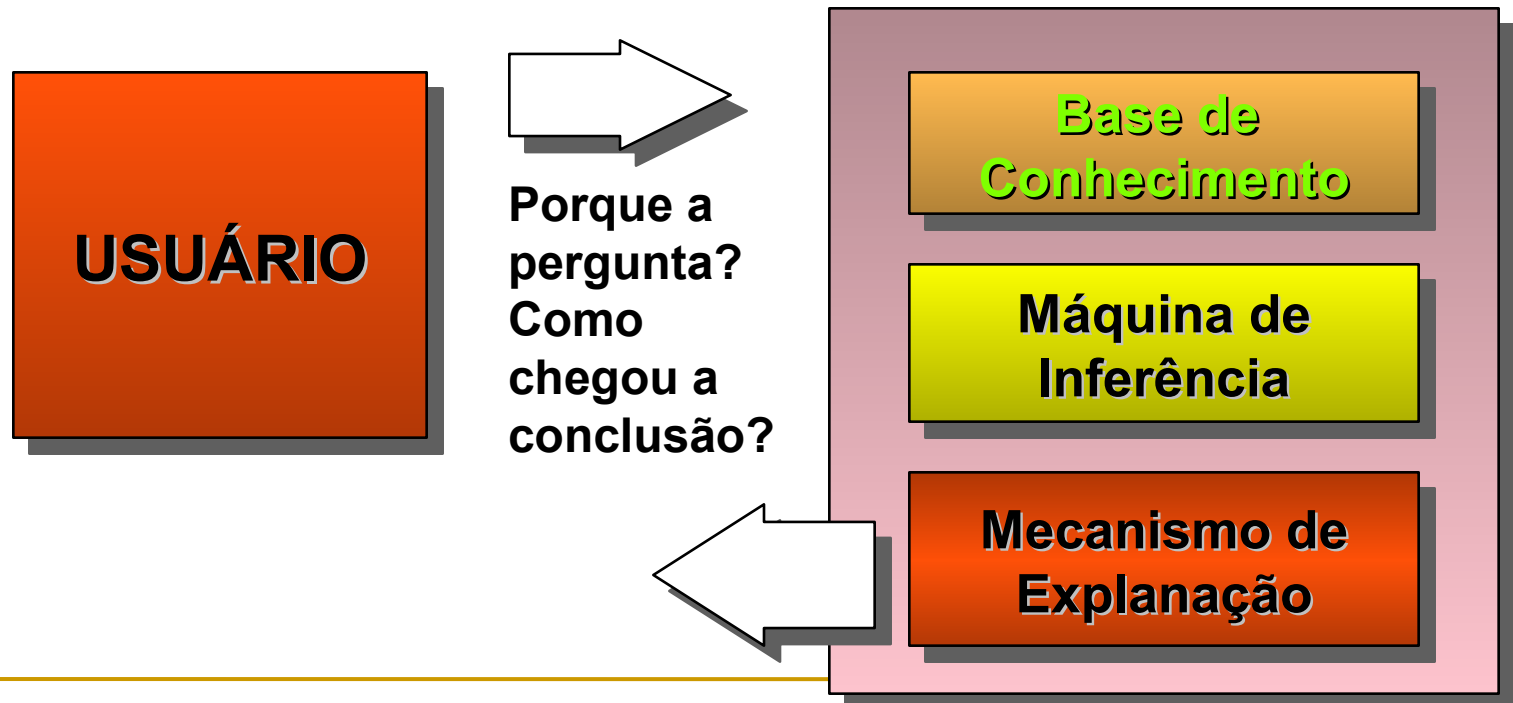 USUÁRIO
Porque a
pergunta?
Como
chegou a
conclusão?
Base de
Conhecimento
Máquina de
Inferência
Mecanismo de
Explanação